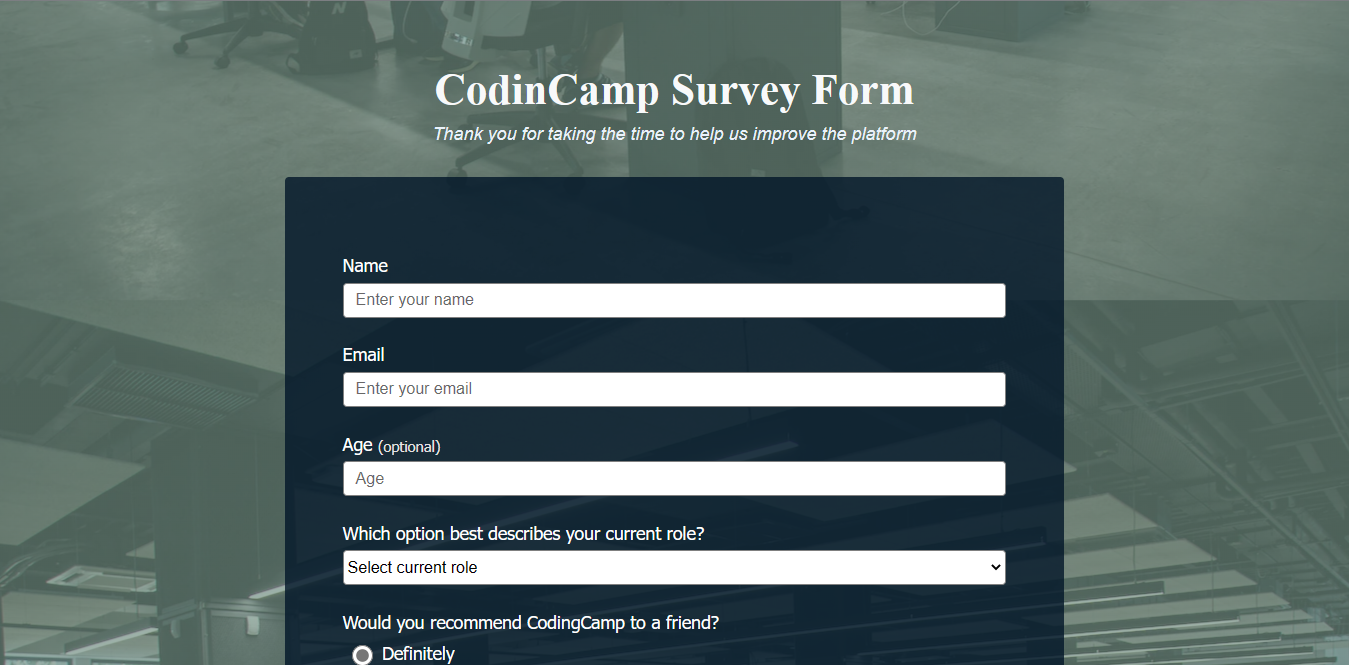 CodinCamp Survey Form
Thank you for taking the time to help us improve the platform
Name
Enter your name
Email
Enter your email
Age (optional)
Age
Which option best describes your current role?
Select current role
Would you recommend CodingCamp to a friend?
Definitely